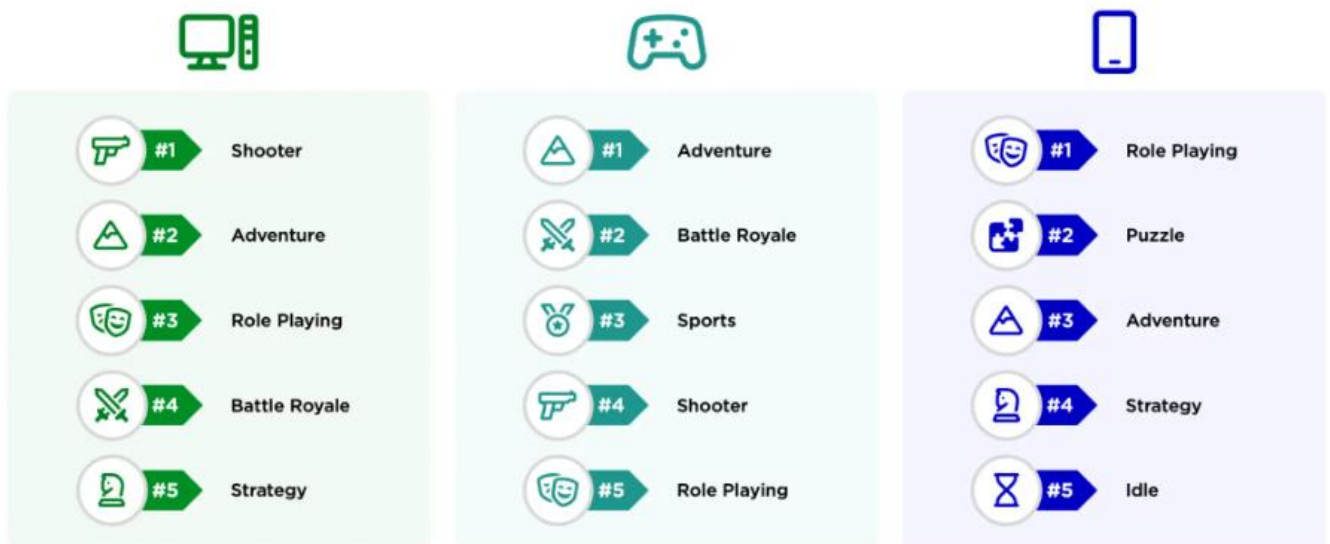 #1 Shooter
#2 Adventure
#3 Role Playing
#4 Battle Royale
#5 Strategy
#1 Adventure
#2 Battle Royale
#3 Sports
#4 Shooter
#5 Role Playing
#1 Role Playing
#2 Puzzle
#3 Adventure
#4 Strategy
#5 Idle